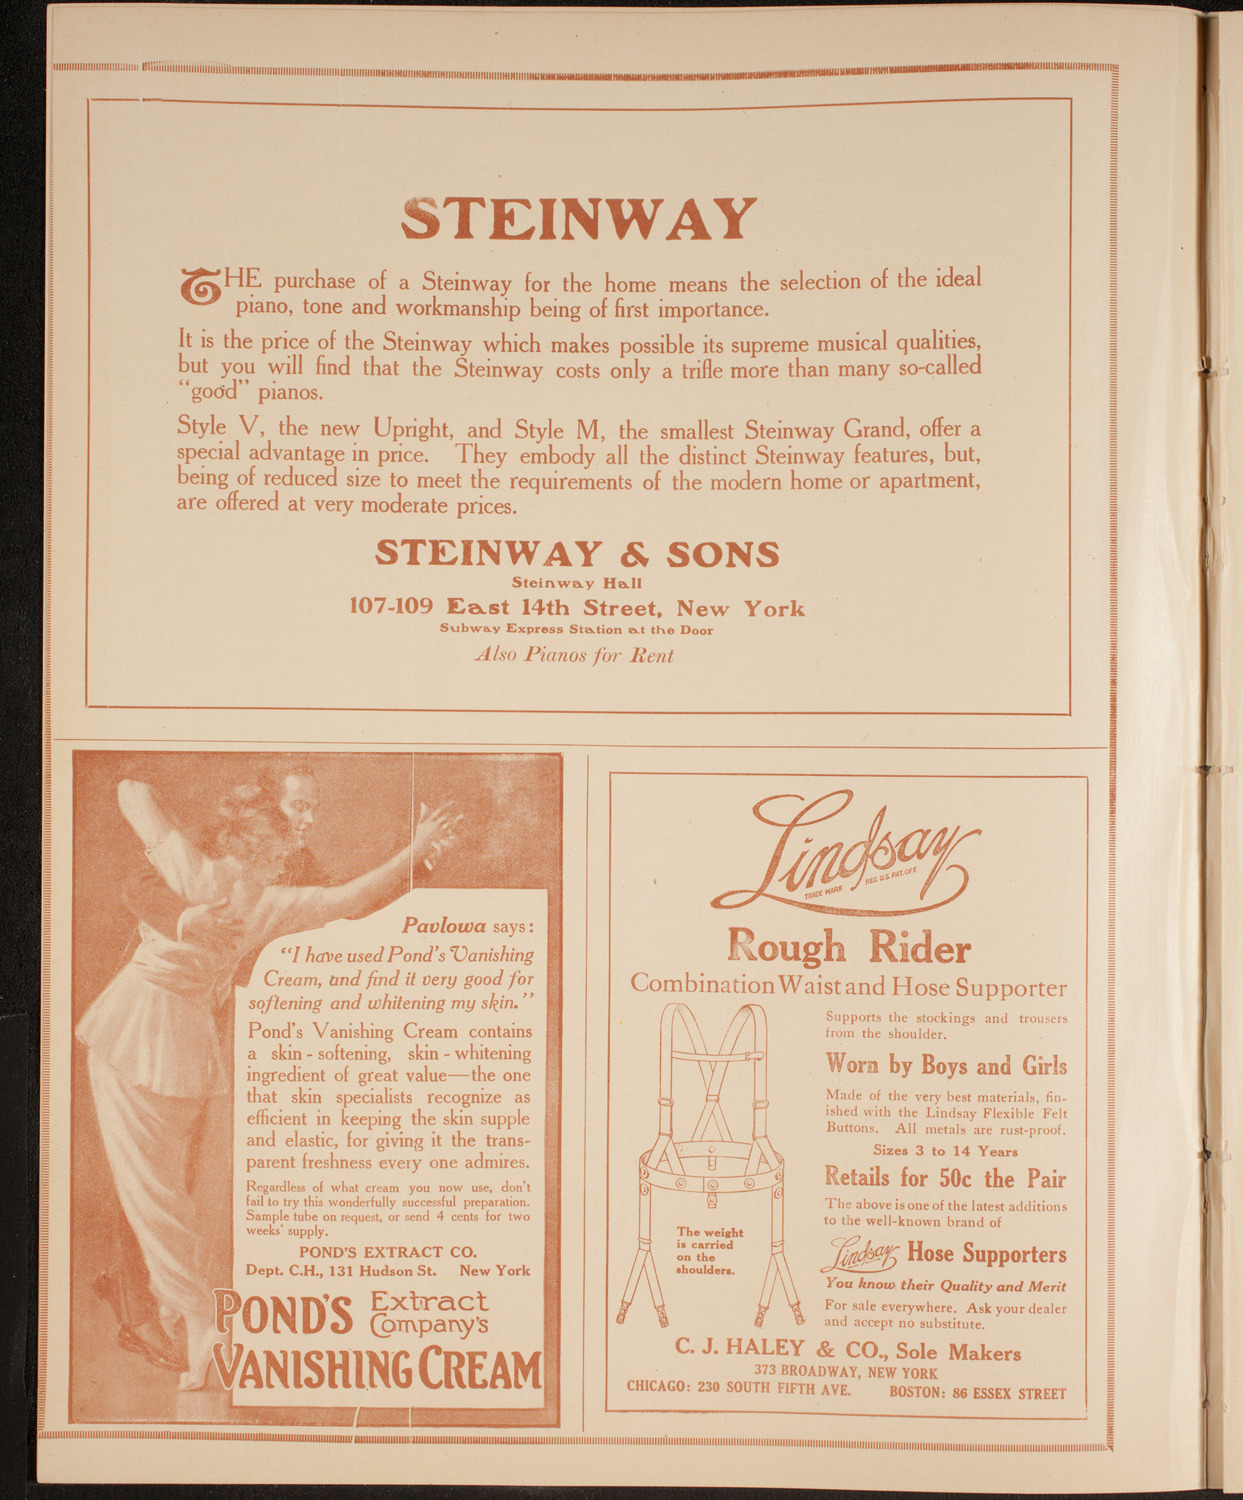 STEINWAY
THE purchase of a Steinway for the home means the selection of the ideal
piano, tone and workmanship being of first importance.
It is the price of the Steinway which makes possible its supreme musical qualities,
but you will find that the Steinway costs only a trifle more than many so-called
"good" pianos.
Style V, the new Upright, and Style M, the smallest Steinway Grand, offer a
special advantage in price. They embody all the distinct Steinway features, but,
being of reduced size to meet the requirements of the modern home or apartment,
are offered at very moderate prices.
STEINWAY & SONS
Steinway Hall
107-109 East 14th Street, New York
Subway Express Station at the Door
Also Pianos for Rent
Pavlowa says:
"I have used Pond's Vanishing
Cream, and find it very good for
softening and whitening my skin."
Pond's Vanishing Cream contains
a skin-softening, skin-whitening
ingredient of great value—the one
that skin specialists recognize as
efficient in keeping the skin supple
and elastic, for giving it the trans-
parent freshness every one admires.
Regardless of what cream you now use, don't
fail to try this wonderfully successful preparation.
Sample tube on request, or send 4 cents for two
weeks' supply.
POND'S EXTRACT CO.
Dept. C.H., 131 Hudson St. New York
POND'S Extract
Company's
VANISHING CREAM
Lindsay
TRADE MARK REG. U.S. PAT. OFF.
Rough Rider
Combination Waist and Hose Supporter
Supports the stockings and trousers
from the shoulder.
Worn by Boys and Girls
Made of the very best materials, fin-
ished with the Lindsay Flexible Felt
Buttons. All metals are rust-proof.
Sizes 3 to 14 Years
Retails for 50c the Pair
The above is one of the latest additions
to the well-known brand of
Lindsay Hose Supporters
You know their Quality and Merit
For sale everywhere. Ask your dealer
and accept no substitute.
The weight
is carried
on the
shoulders.
C. J. HALEY & CO., Sole Makers
373 BROADWAY, NEW YORK
CHICAGO: 230 SOUTH FIFTH AVE. BOSTON: 86 ESSEX STREET